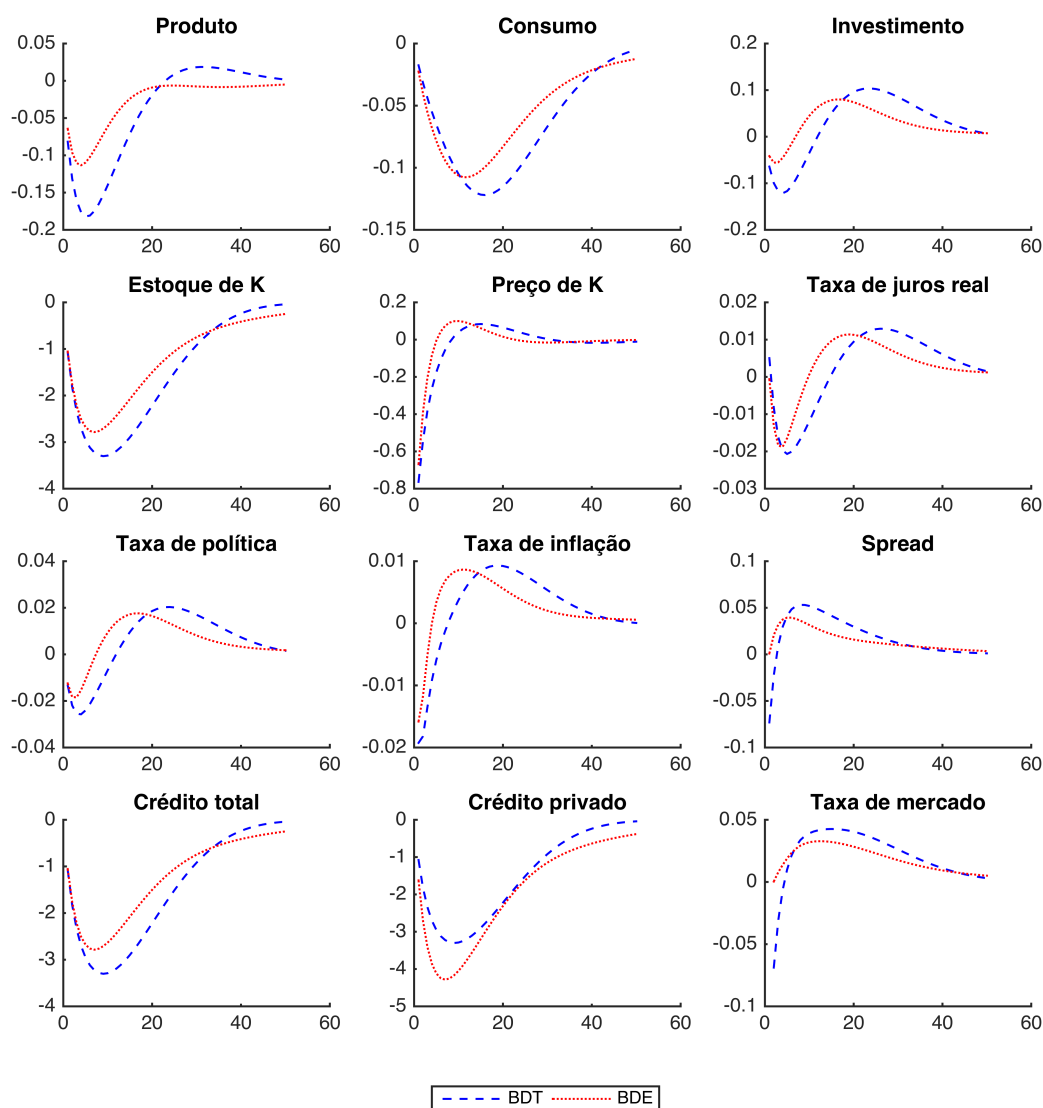 Produto Consumo Investimento
0.05 0 0.2
0 -0.05 0.1
-0.05 -0.1 0
-0.1 -0.15 -0.1
-0.15 -0.2
-0.2
0 20 40 60 0 20 40 60 0 20 40 60
Estoque de K Preço de K Taxa de juros real
0 0.2 0.02
-1 0 0.01
-2 -0.2 0
-3 -0.4 -0.01
-4 -0.6 -0.02
-0.8 -0.03
0 20 40 60 0 20 40 60 0 20 40 60
Taxa de política Taxa de inflação Spread
0.04 0.01 0.1
0.02 0 0.05
0 -0.01 0
-0.02 -0.02 -0.05
-0.04 -0.1
0 20 40 60 0 20 40 60 0 20 40 60
Crédito total Crédito privado Taxa de mercado
0 0 0.05
-1 -1 0
-2 -2 -0.05
-3 -3 -0.1
-4 -4
-5
0 20 40 60 0 20 40 60 0 20 40 60
BDT BDE